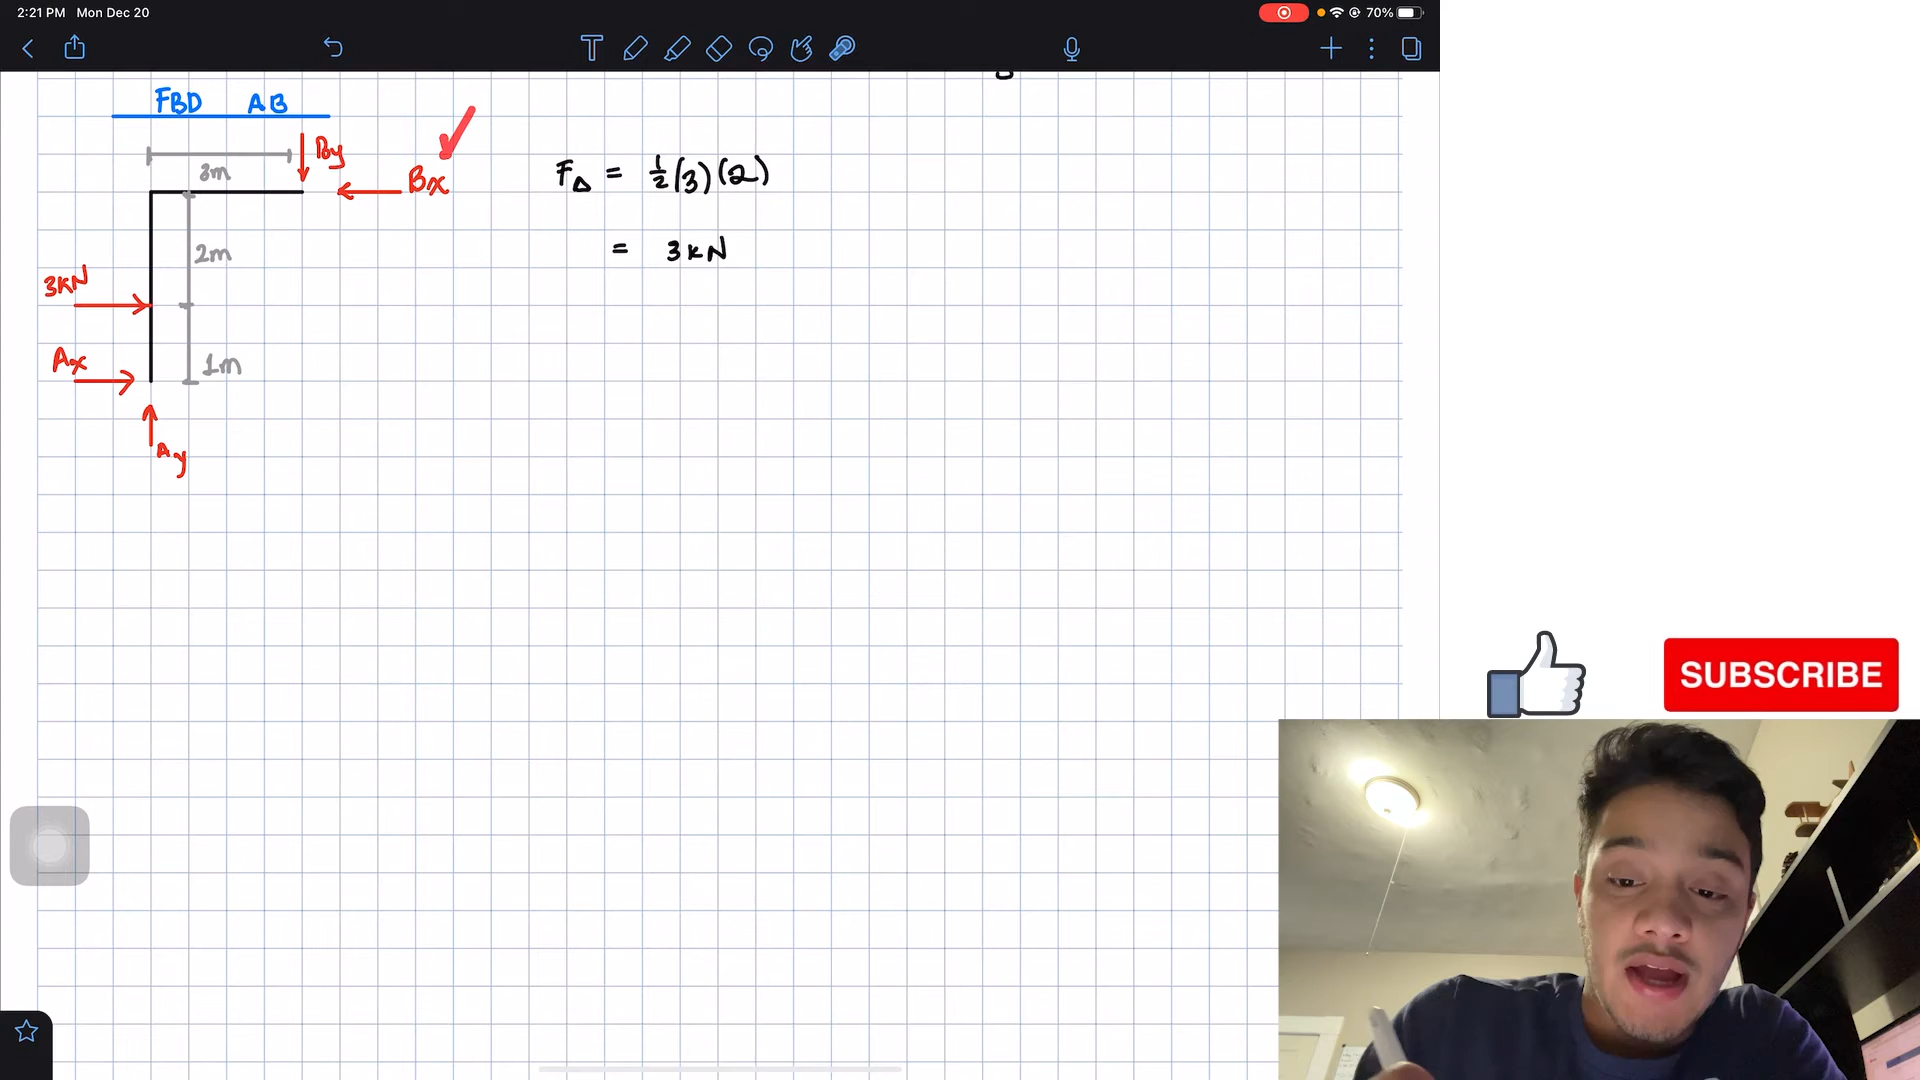 2:21 PM Mon Dec 20
70%
FBD AB
By
3m
Bx
F△ = 1/2 (3)(2)
= 3kN
2m
3kN
Ax
1m
Ay
SUBSCRIBE